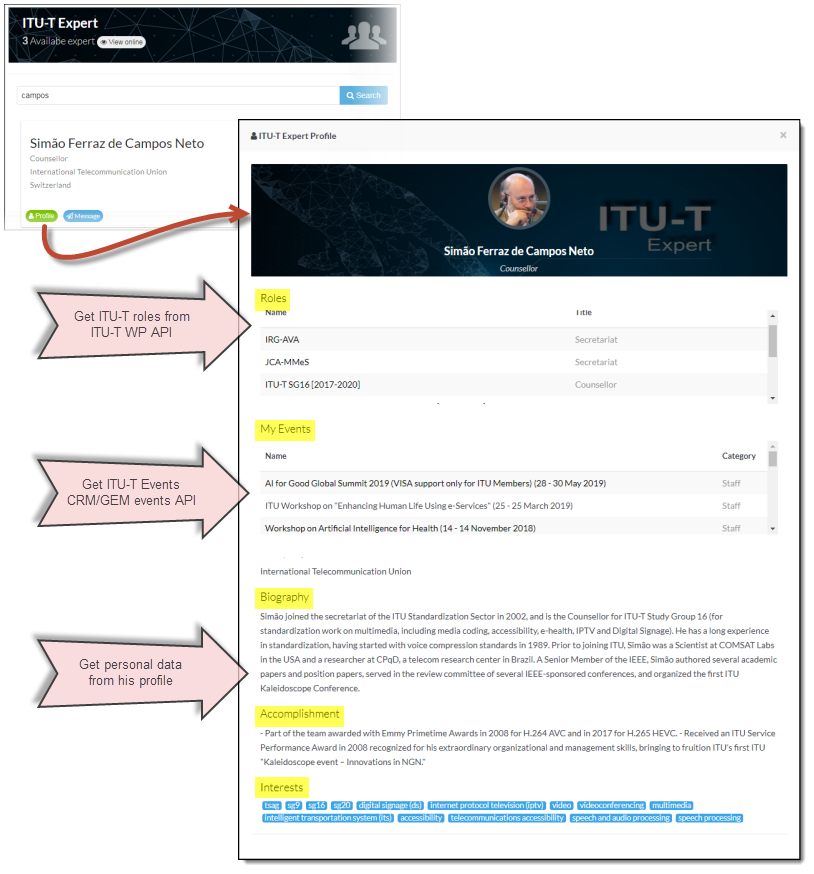 ITU-T Expert
3 Availabe expert View online
campos
Search
Simão Ferraz de Campos Neto
Counsellor
International Telecommunication Union
Switzerland
Profile Message
ITU-T Expert Profile ×
ITU-T
Expert
Simão Ferraz de Campos Neto
Counsellor
Get ITU-T roles from
ITU-T WP API
Roles
Name Title
IRG-AVA Secretariat
JCA-MMeS Secretariat
ITU-T SG16 [2017-2020] Counsellor
Get ITU-T Events
CRM/GEM events API
My Events
Name Category
AI for Good Global Summit 2019 (VISA support only for ITU Members) (28 - 30 May 2019) Staff
ITU Workshop on "Enhancing Human Life Using e-Services" (25 - 25 March 2019) Staff
Workshop on Artificial Intelligence for Health (14 - 14 November 2018) Staff
International Telecommunication Union
Get personal data
from his profile
Biography
Simão joined the secretariat of the ITU Standardization Sector in 2002, and is the Counsellor for ITU-T Study Group 16 (for
standardization work on multimedia, including media coding, accessibility, e-health, IPTV and Digital Signage). He has a long experience
in standardization, having started with voice compression standards in 1989. Prior to joining ITU, Simão was a Scientist at COMSAT Labs
in the USA and a researcher at CPqD, a telecom research center in Brazil. A Senior Member of the IEEE, Simão authored several academic
papers and position papers, served in the review committee of several IEEE-sponsored conferences, and organized the first ITU
Kaleidoscope Conference.
Accomplishment
- Part of the team awarded with Emmy Primetime Awards in 2008 for H.264 AVC and in 2017 for H.265 HEVC. - Received an ITU Service
Performance Award in 2008 recognized for his extraordinary organizational and management skills, bringing to fruition ITU's first ITU
"Kaleidoscope event – Innovations in NGN."
Interests
tsag sg9 sg16 sg20 digital signage (ds) internet protocol television (iptv) video videoconferencing multimedia
intelligent transportation system (its) accessibility telecommunications accessibility speech and audio processing speech processing